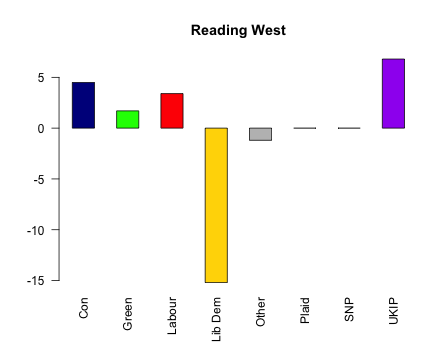 Reading West
5
0
-5
-10
-15
Con
Green
Labour
Lib Dem
Other
Plaid
SNP
UKIP